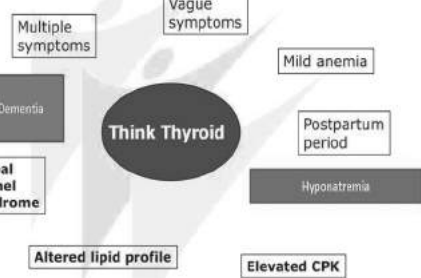 Vague
symptoms
Multiple
symptoms
Mild anemia
Dementia
Think Thyroid
Postpartum
period
Hyponatremia
Altered lipid profile
Elevated CPK